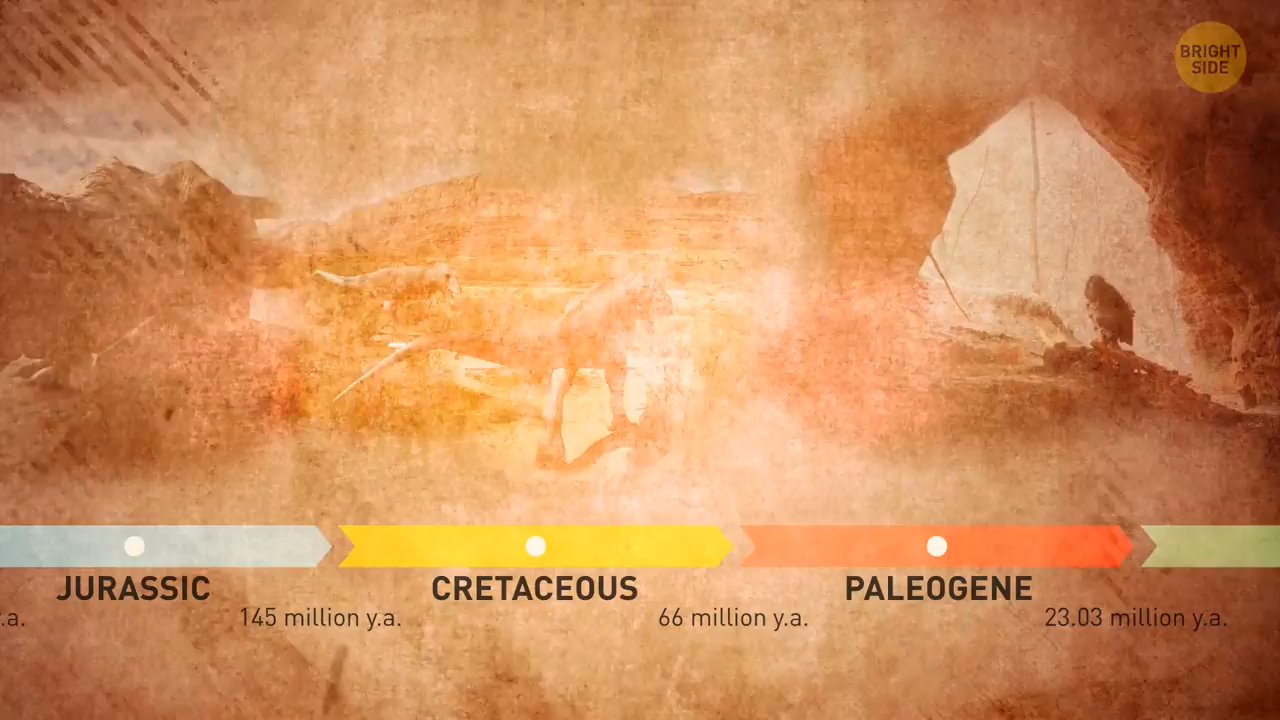 BRIGHT
SIDE
JURASSIC
CRETACEOUS
PALEOGENE
.a.
145 million y.a.
66 million y.a.
23.03 million y.a.